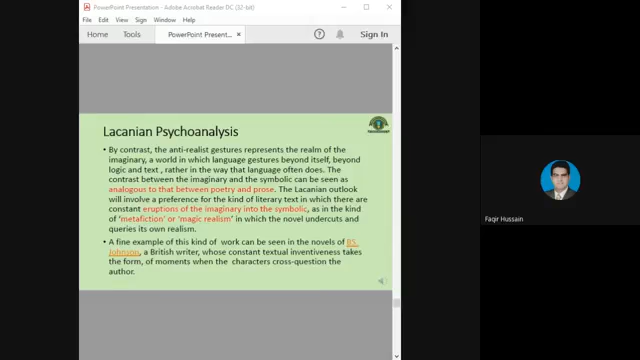 PowerPoint Presentation - Adobe Acrobat Reader DC (32-bit)
File Edit View Sign Window Help
Home Tools PowerPoint Present... × Sign In
Lacanian Psychoanalysis
By contrast, the anti-realist gestures represents the realm of the
imaginary, a world in which language gestures beyond itself, beyond
logic and text , rather in the way that language often does. The
contrast between the imaginary and the symbolic can be seen as
analogous to that between poetry and prose. The Lacanian outlook
will involve a preference for the kind of literary text in which there are
constant eruptions of the imaginary into the symbolic, as in the kind
of 'metafiction' or 'magic realism' in which the novel undercuts and
queries its own realism.
A fine example of this kind of work can be seen in the novels of BS.
Johnson, a British writer, whose constant textual inventiveness takes
the form, of moments when the characters cross-question the
author.
Faqir Hussain